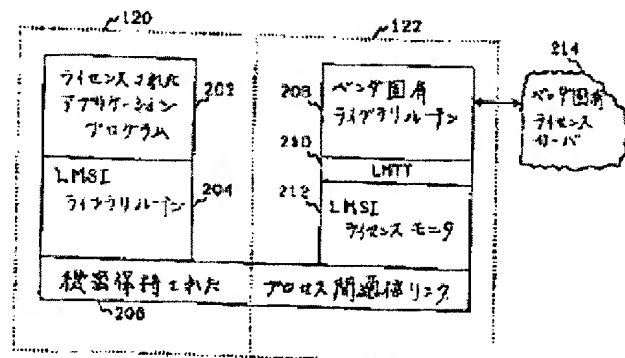 120
122
214
ライセンスされた
アプリケーション
プログラム
202
LMSI
ライブラリルーチン
204
208
ベンダ固有
ライブラリルーチン
210
LMTT
212
LMSI
ライセンス モニタ
ベンダ固有
ライセンス
サーバ
機密保持された プロセス間通信リンク
206